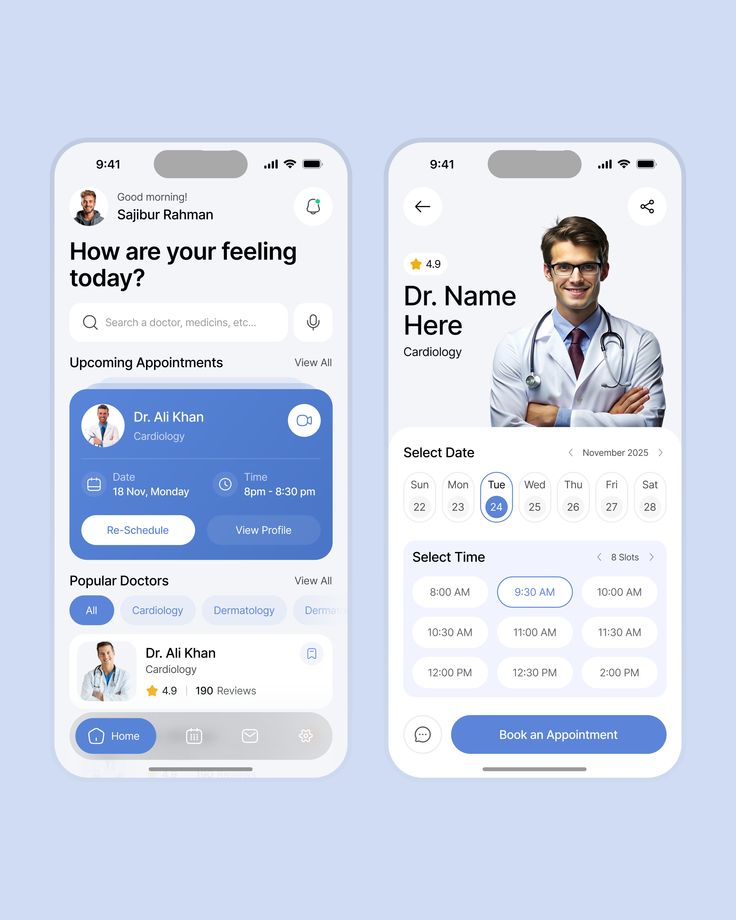 9:41
Good morning!
Sajibur Rahman
How are your feeling
today?
Search a doctor, medicins, etc...
Upcoming Appointments
View All
Dr. Ali Khan
Cardiology
Date
18 Nov, Monday
Time
8pm - 8:30 pm
Re-Schedule
View Profile
Popular Doctors
View All
All
Cardiology
Dermatology
Dr. Ali Khan
Cardiology
4.9
190 Reviews
Home
4.9
190 Reviews
9:41
4.9
Dr. Name
Here
Cardiology
Select Date
November 2025
Sun Mon Tue Wed Thu Fri Sat
22 23 24 25 26 27 28
Select Time
8 Slots
8:00 AM 9:30 AM 10:00 AM
10:30 AM 11:00 AM 11:30 AM
12:00 PM 12:30 PM 2:00 PM
Book an Appointment